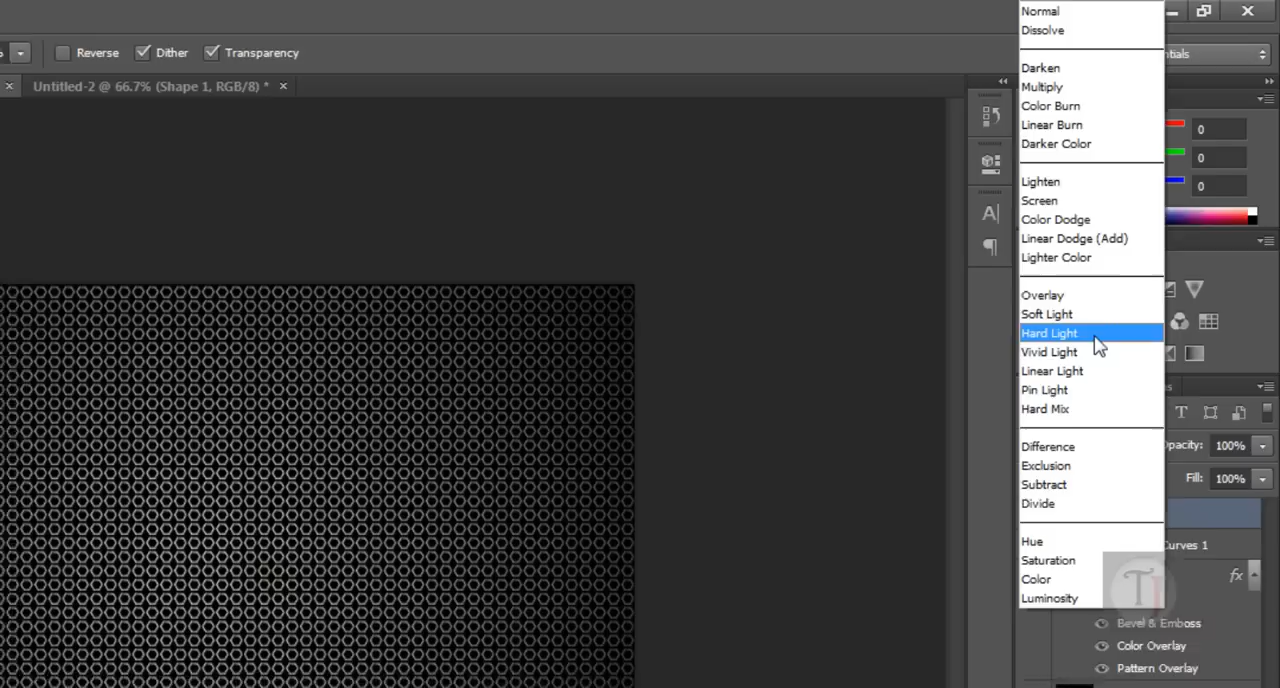 Normal
Dissolve
Reverse
Dither
Transparency
Darken
Multiply
Color Burn
Linear Burn
Darker Color
Lighten
Screen
Color Dodge
Linear Dodge (Add)
Lighter Color
Overlay
Soft Light
Hard Light
Vivid Light
Linear Light
Pin Light
Hard Mix
Difference
Exclusion
Subtract
Divide
Hue
Saturation
Color
Luminosity
Untitled-2 @ 66.7% (Shape 1, RGB/8) *
0
0
0
100%
Fill: 100%
Curves 1
fx
Bevel & Emboss
Color Overlay
Pattern Overlay